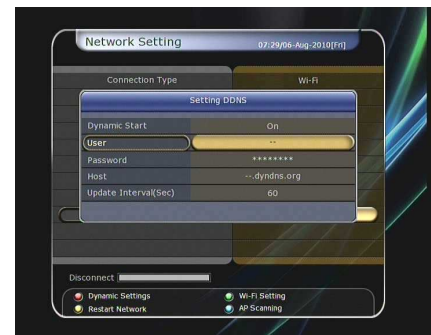 Network Setting
07:29/06-Aug-2010[Fri]
Connection Type Wi-Fi
Setting DDNS
Dynamic Start On
User --
Password ********
Host --.dyndns.org
Update Interval(Sec) 60
Disconnect
Dynamic Settings Wi-Fi Setting
Restart Network AP Scanning